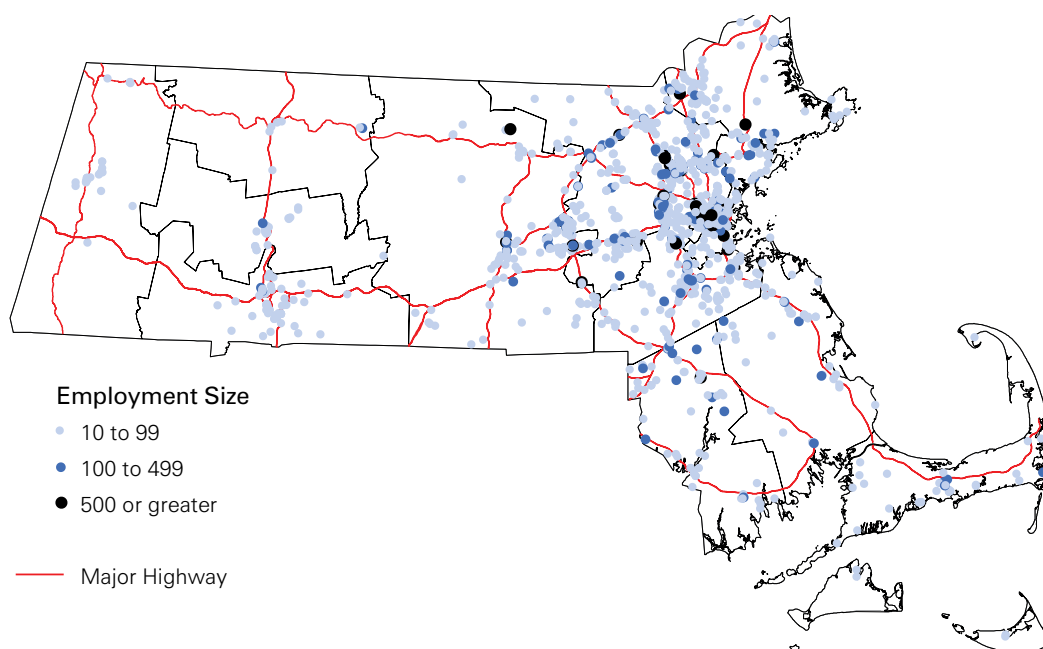 Employment Size
10 to 99
100 to 499
500 or greater
Major Highway